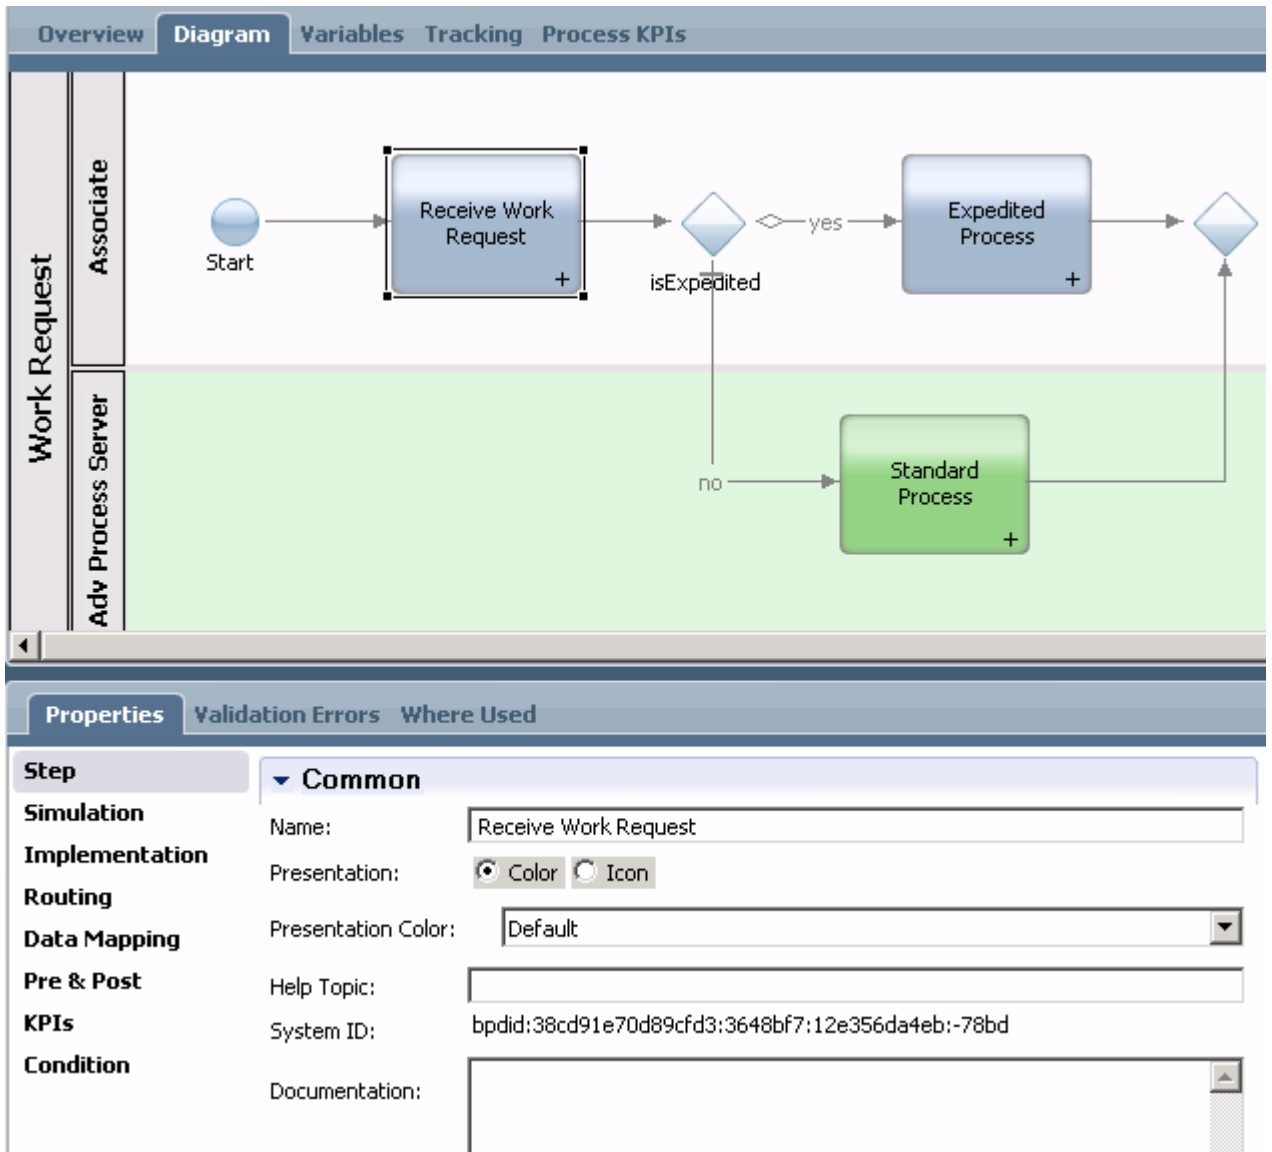 Overview Diagram Variables Tracking Process KPIs
Work Request
Associate
Start
Receive Work
Request
+
isExpedited
yes
Expedited
Process
+
Adv Process Server
no
Standard
Process
+
Properties Validation Errors Where Used
Step
Simulation
Implementation
Routing
Data Mapping
Pre & Post
KPIs
Condition
Common
Name: Receive Work Request
Presentation: Color Icon
Presentation Color: Default
Help Topic:
System ID: bpdid:38cd91e70d89cfd3:3648bf7:12e356da4eb:-78bd
Documentation: